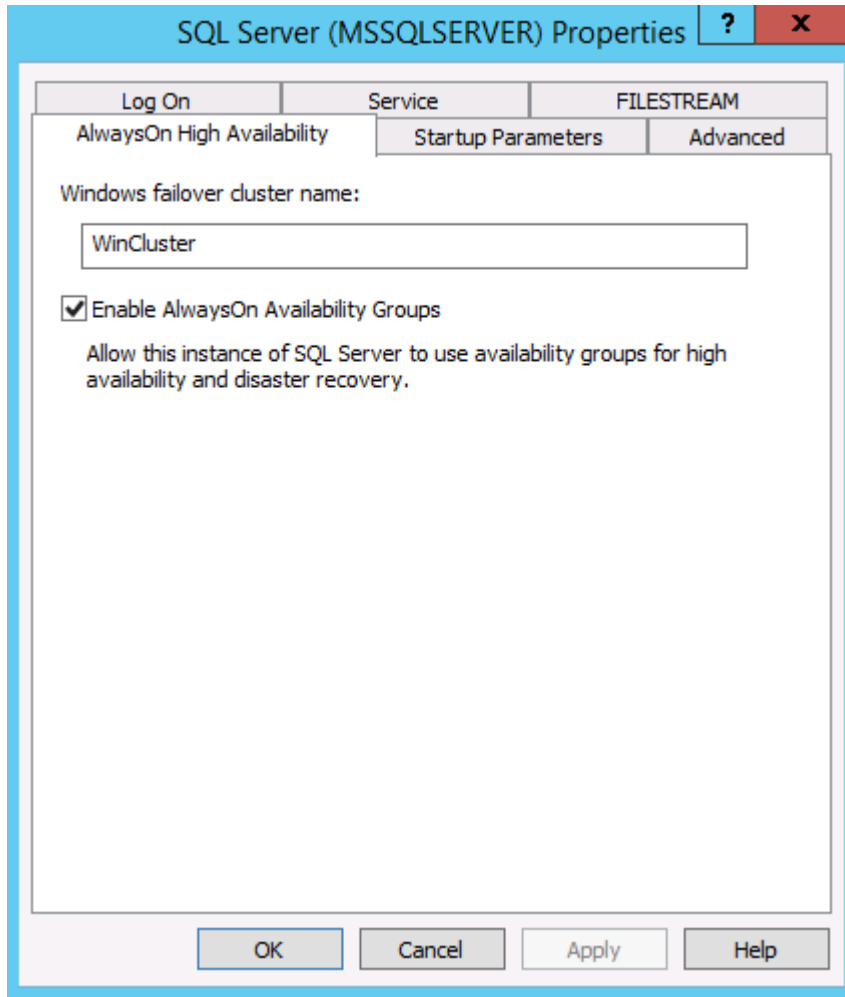 SQL Server (MSSQLSERVER) Properties
?
x
Log On
Service
FILESTREAM
AlwaysOn High Availability
Startup Parameters
Advanced
Windows failover cluster name:
WinCluster
Enable AlwaysOn Availability Groups
Allow this instance of SQL Server to use availability groups for high
availability and disaster recovery.
OK
Cancel
Apply
Help